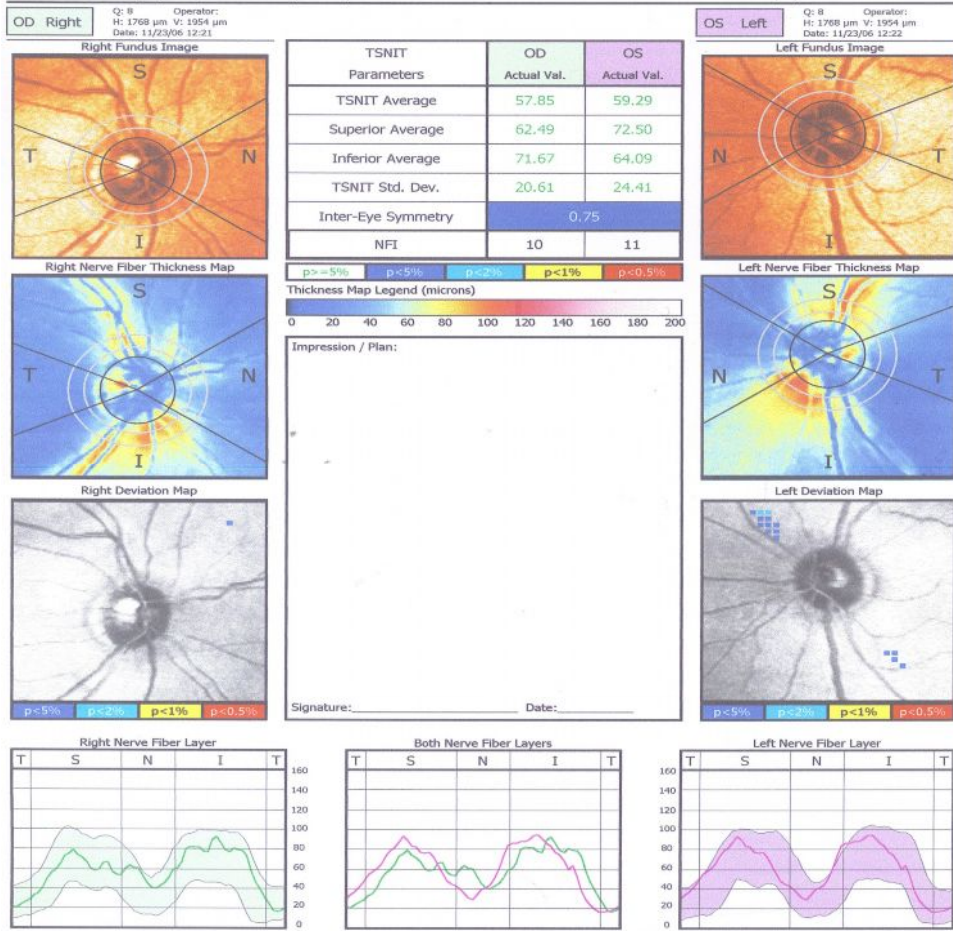 OD Right
Q: 8 Operator:
H: 1768 µm V: 1954 µm
Date: 11/23/06 12:21
OS Left
Q: 8 Operator:
H: 1768 µm V: 1954 µm
Date: 11/23/06 12:22
Right Fundus Image
S
T
N
I
TSNIT Parameters OD Actual Val. OS Actual Val.
TSNIT Average 57.85 59.29
Superior Average 62.49 72.50
Inferior Average 71.67 64.09
TSNIT Std. Dev. 20.61 24.41
Inter-Eye Symmetry 0.75
NFI 10 11
p>=5% p<5% p<2% p<1% p<0.5%
Thickness Map Legend (microns)
0 20 40 60 80 100 120 140 160 180 200
Left Fundus Image
S
N
T
I
Right Nerve Fiber Thickness Map
S
T
N
I
Left Nerve Fiber Thickness Map
S
N
T
I
Impression / Plan:
Signature: Date:
Right Deviation Map
p<5% p<2% p<1% p<0.5%
Left Deviation Map
p<5% p<2% p<1% p<0.5%
Right Nerve Fiber Layer
T S N I T
160
140
120
100
80
60
40
20
0
Both Nerve Fiber Layers
T S N I T
Left Nerve Fiber Layer
160
140
120
100
80
60
40
20
0
T S N I T